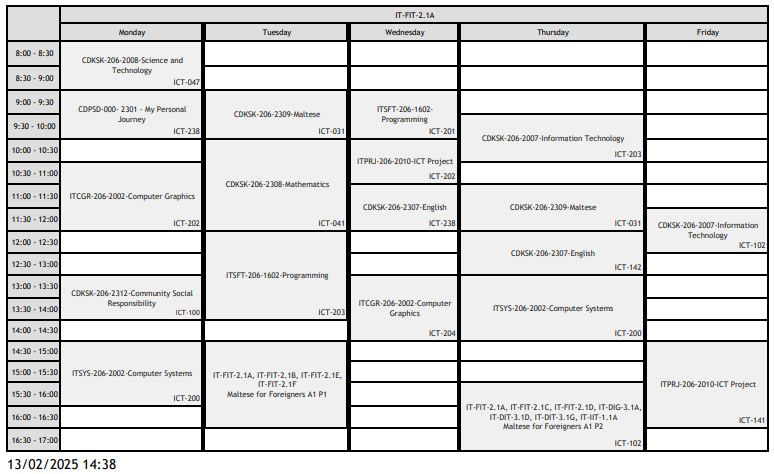 IT-FIT-2.1A
Monday Tuesday Wednesday Thursday Friday
8:00 - 8:30
8:30 - 9:00
9:00 - 9:30
9:30 - 10:00
10:00 - 10:30
10:30 - 11:00
11:00 - 11:30
11:30 - 12:00
12:00 - 12:30
12:30 - 13:00
13:00 - 13:30
13:30 - 14:00
14:00 - 14:30
14:30 - 15:00
15:00 - 15:30
15:30 - 16:00
16:00 - 16:30
16:30 - 17:00
CDKSK-206-2008-Science and
Technology
ICT-047
CDPSD-000- 2301 - My Personal
Journey
ICT-238
ITCGR-206-2002-Computer Graphics
ICT-202
CDKSK-206-2312-Community Social
Responsibility
ICT-100
ITSYS-206-2002-Computer Systems
ICT-200
CDKSK-206-2309-Maltese
ICT-031
CDKSK-206-2308-Mathematics
ICT-041
ITSFT-206-1602-Programming
ICT-203
IT-FIT-2.1A, IT-FIT-2.1B, IT-FIT-2.1E,
IT-FIT-2.1F
Maltese for Foreigners A1 P1
ITSFT-206-1602-
Programming
ICT-201
ITPRJ-206-2010-ICT Project
ICT-202
CDKSK-206-2307-English
ICT-238
ITCGR-206-2002-Computer
Graphics
ICT-204
CDKSK-206-2007-Information Technology
ICT-203
CDKSK-206-2309-Maltese
ICT-031
CDKSK-206-2307-English
ICT-142
ITSYS-206-2002-Computer Systems
ICT-200
IT-FIT-2.1A, IT-FIT-2.1C, IT-FIT-2.1D, IT-DIG-3.1A,
IT-DIT-3.1D, IT-DIT-3.1G, IT-IIT-1.1A
Maltese for Foreigners A1 P2
ICT-102
CDKSK-206-2007-Information
Technology
ICT-102
ITPRJ-206-2010-ICT Project
ICT-141
13/02/2025 14:38